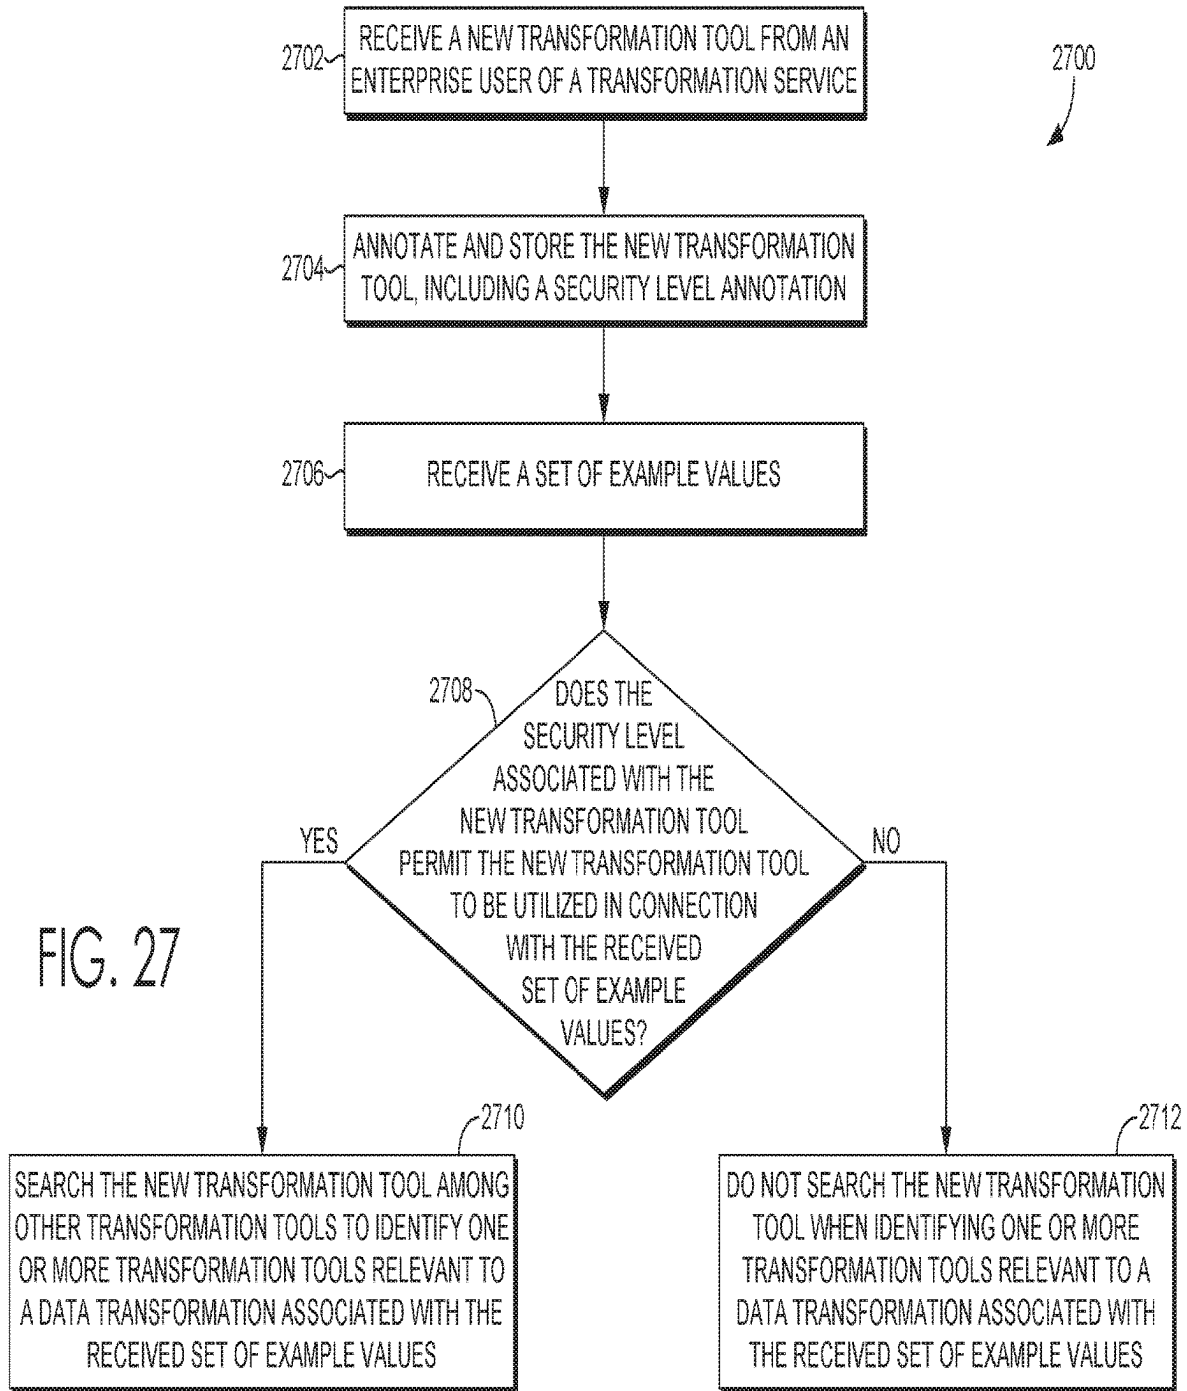 2702
RECEIVE A NEW TRANSFORMATION TOOL FROM AN
ENTERPRISE USER OF A TRANSFORMATION SERVICE
2700
2704
ANNOTATE AND STORE THE NEW TRANSFORMATION
TOOL, INCLUDING A SECURITY LEVEL ANNOTATION
2706
RECEIVE A SET OF EXAMPLE VALUES
2708
DOES THE
SECURITY LEVEL
ASSOCIATED WITH THE
NEW TRANSFORMATION TOOL
PERMIT THE NEW TRANSFORMATION TOOL
TO BE UTILIZED IN CONNECTION
WITH THE RECEIVED
SET OF EXAMPLE
VALUES?
YES
NO
FIG. 27
2710
SEARCH THE NEW TRANSFORMATION TOOL AMONG
OTHER TRANSFORMATION TOOLS TO IDENTIFY ONE
OR MORE TRANSFORMATION TOOLS RELEVANT TO
A DATA TRANSFORMATION ASSOCIATED WITH THE
RECEIVED SET OF EXAMPLE VALUES
2712
DO NOT SEARCH THE NEW TRANSFORMATION
TOOL WHEN IDENTIFYING ONE OR MORE
TRANSFORMATION TOOLS RELEVANT TO A
DATA TRANSFORMATION ASSOCIATED WITH
THE RECEIVED SET OF EXAMPLE VALUES